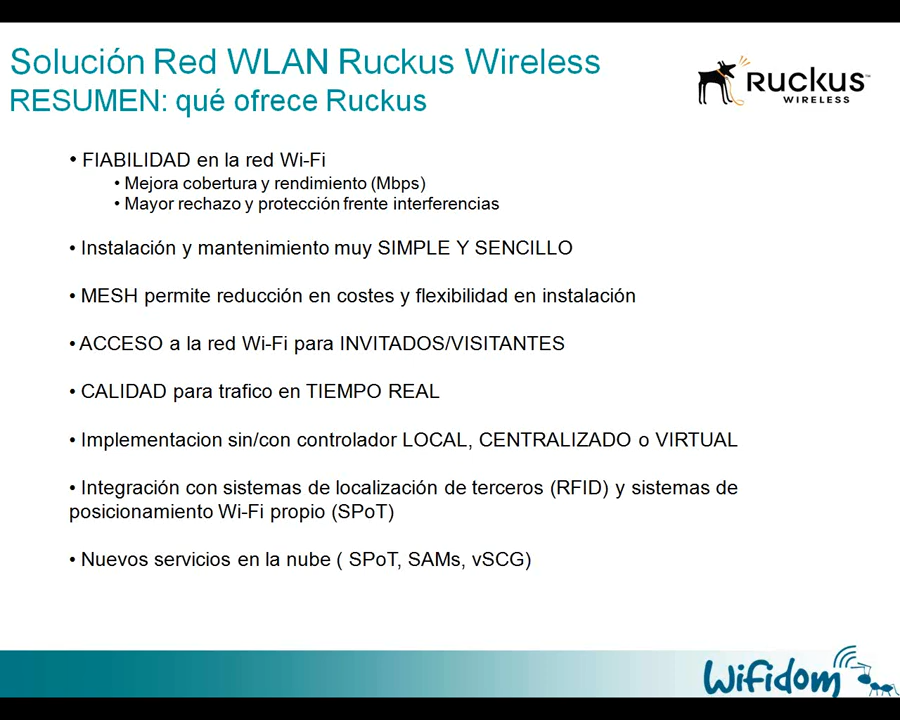 Solución Red WLAN Ruckus Wireless
RESUMEN: qué ofrece Ruckus
Ruckus™
WIRELESS
• FIABILIDAD en la red Wi-Fi
• Mejora cobertura y rendimiento (Mbps)
• Mayor rechazo y protección frente interferencias
• Instalación y mantenimiento muy SIMPLE Y SENCILLO
• MESH permite reducción en costes y flexibilidad en instalación
• ACCESO a la red Wi-Fi para INVITADOS/VISITANTES
• CALIDAD para trafico en TIEMPO REAL
• Implementacion sin/con controlador LOCAL, CENTRALIZADO o VIRTUAL
• Integración con sistemas de localización de terceros (RFID) y sistemas de
posicionamiento Wi-Fi propio (SPoT)
• Nuevos servicios en la nube ( SPoT, SAMs, vSCG)
Wifidom